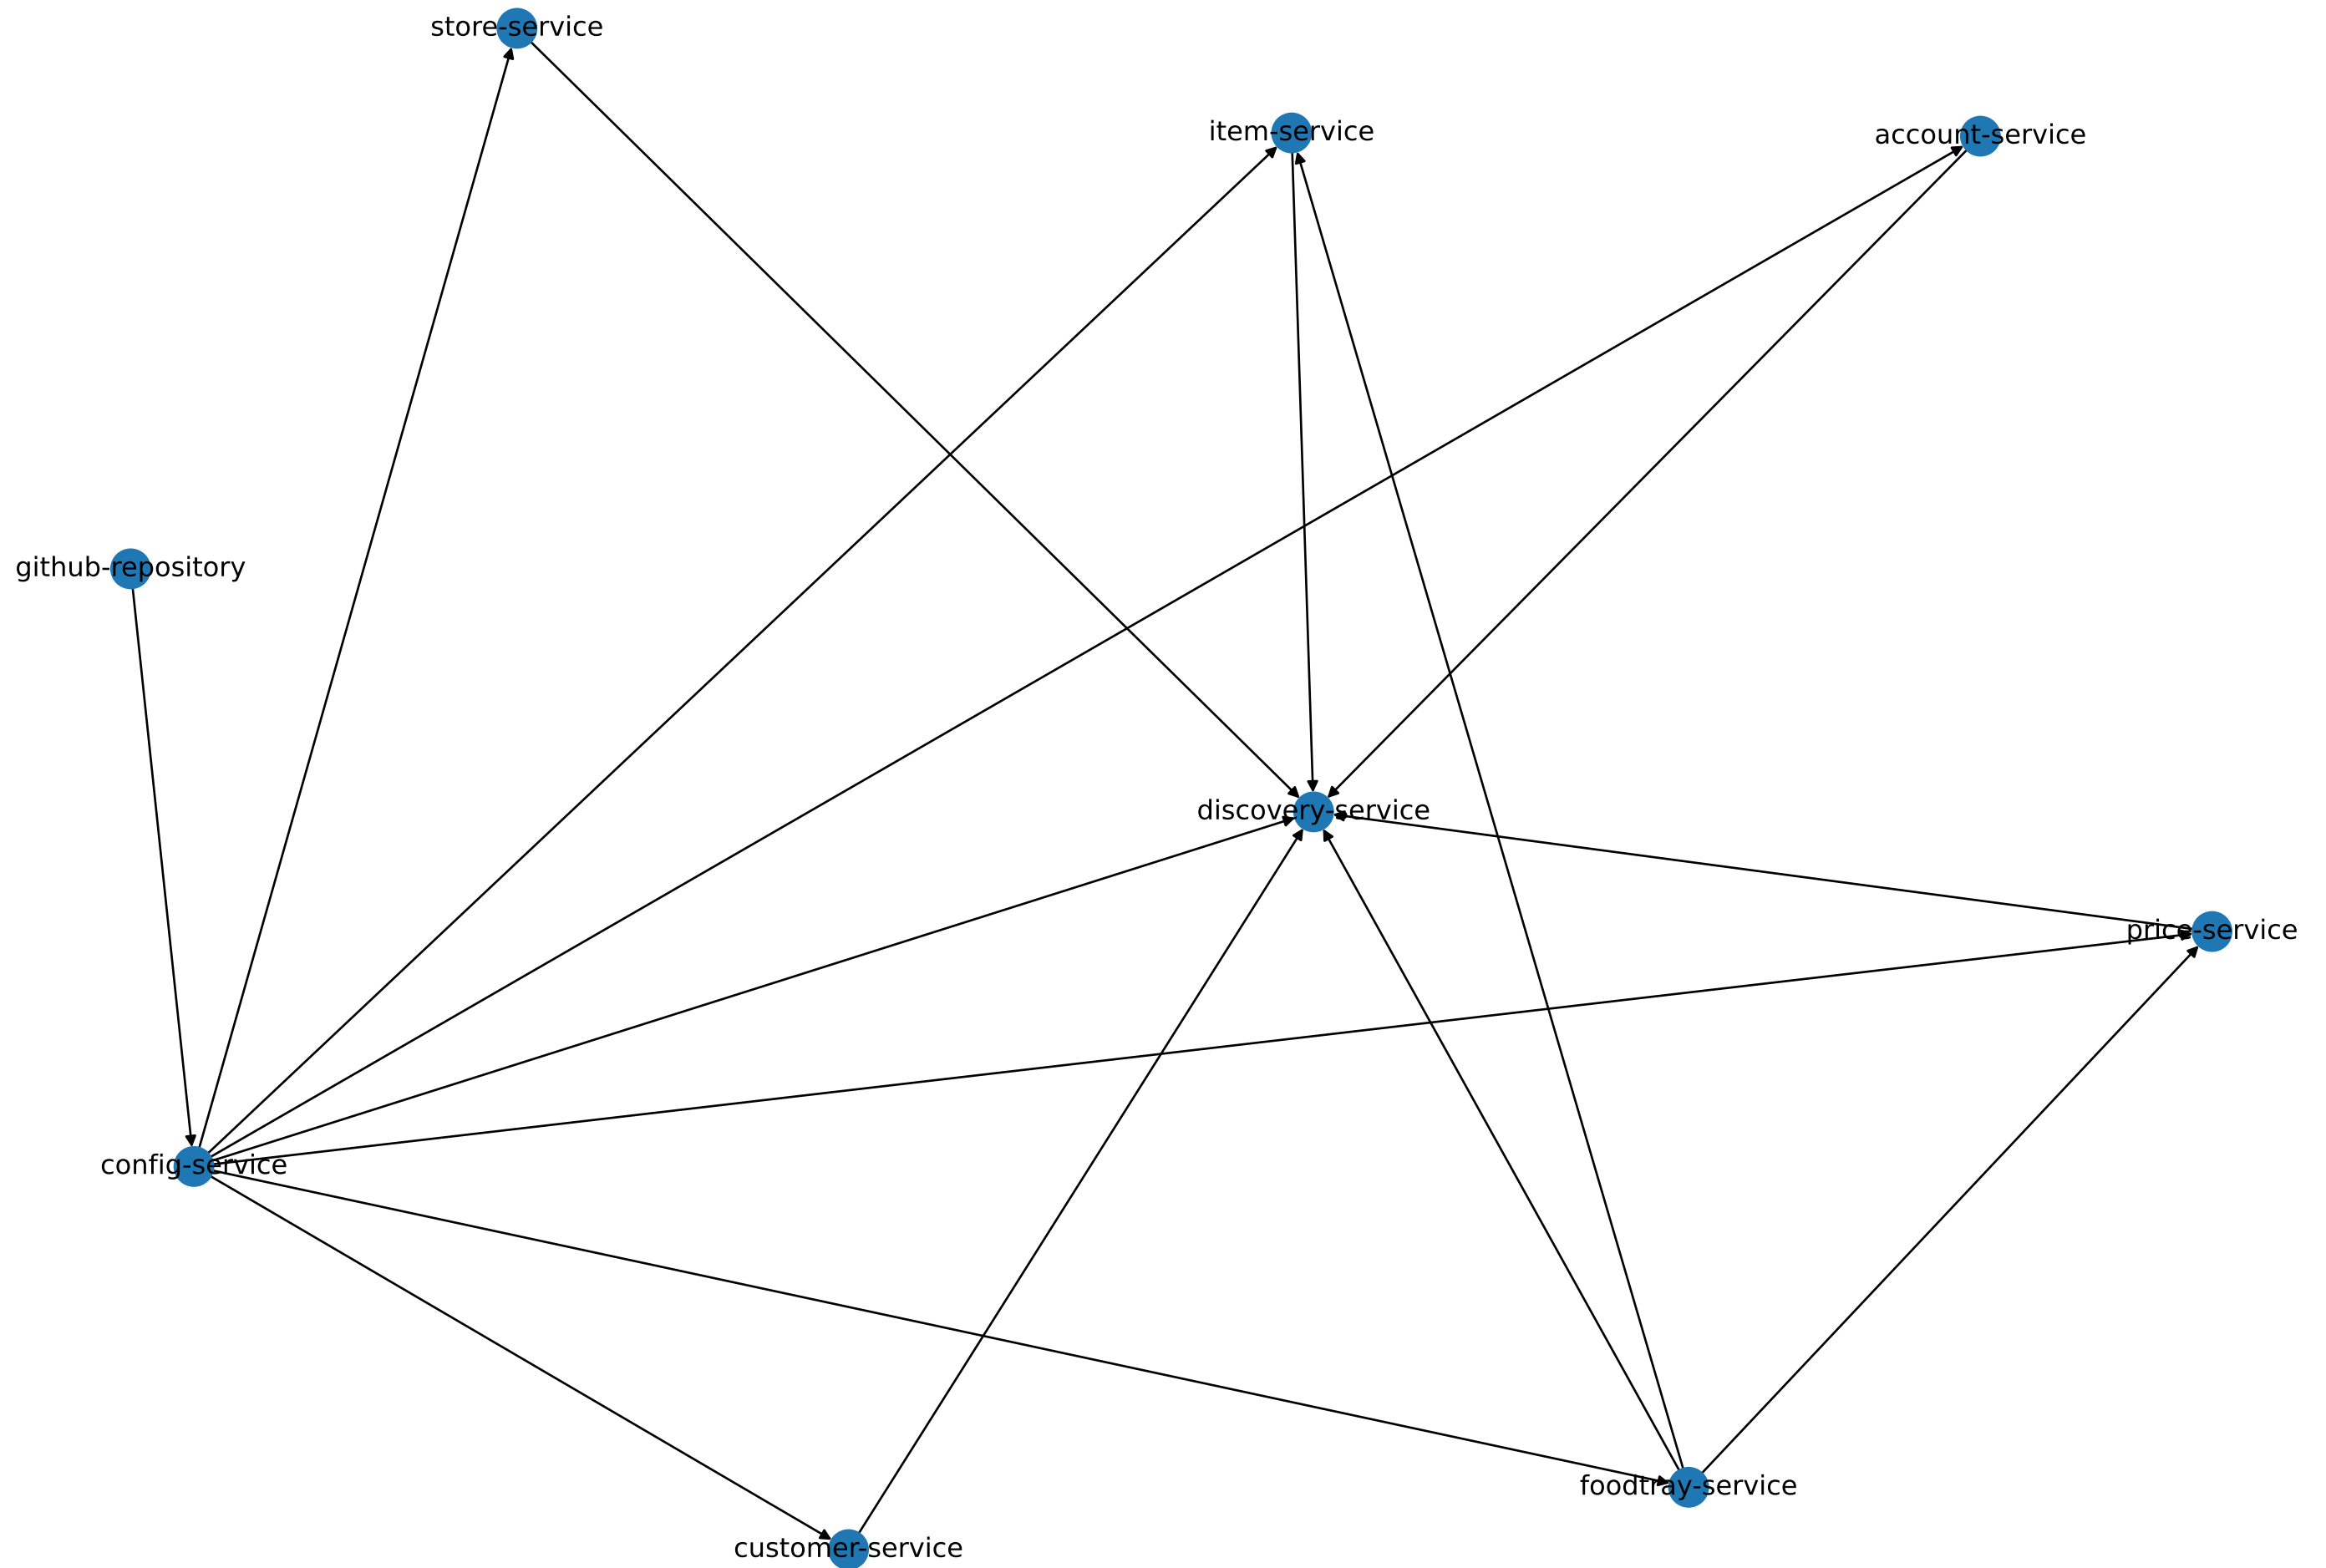 store-service
item-service
account-service
github-repository
discovery-service
price-service
config-service
foodtray-service
customer-service